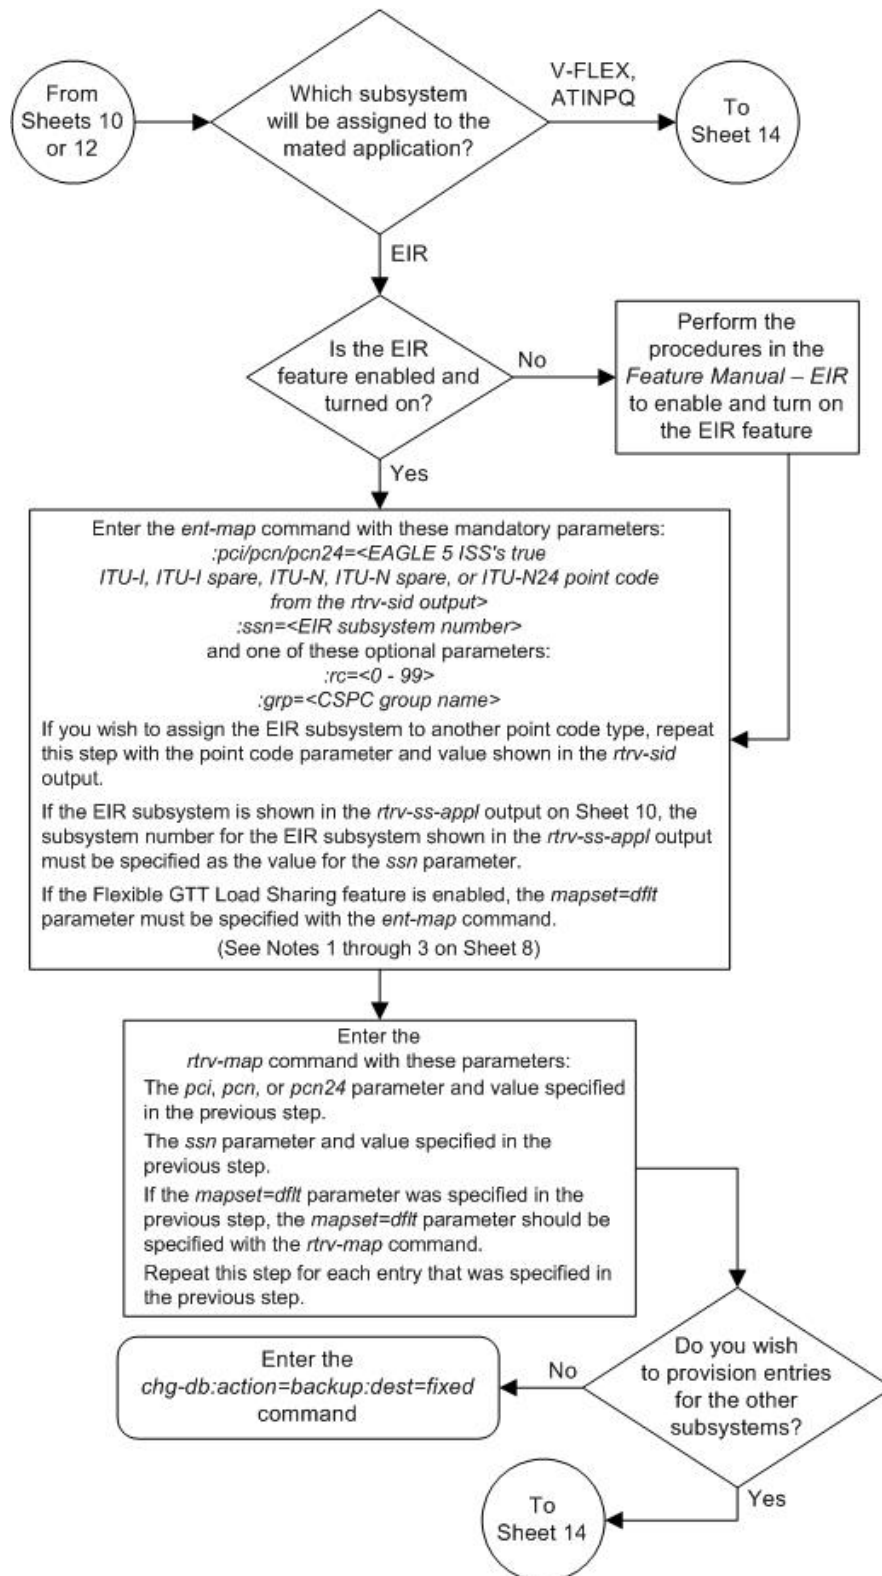 From
Sheets 10
or 12
Which subsystem
will be assigned to the
mated application?
V-FLEX,
ATINPQ
To
Sheet 14
EIR
Is the EIR
feature enabled and
turned on?
No
Perform the
procedures in the
Feature Manual – EIR
to enable and turn on
the EIR feature
Yes
Enter the ent-map command with these mandatory parameters:
:pci/pcn/pcn24=<EAGLE 5 ISS's true
ITU-I, ITU-I spare, ITU-N, ITU-N spare, or ITU-N24 point code
from the rtrv-sid output>
:ssn=<EIR subsystem number>
and one of these optional parameters:
:rc=<0 - 99>
:grp=<CSPC group name>
If you wish to assign the EIR subsystem to another point code type, repeat
this step with the point code parameter and value shown in the rtrv-sid
output.
If the EIR subsystem is shown in the rtrv-ss-appl output on Sheet 10, the
subsystem number for the EIR subsystem shown in the rtrv-ss-appl output
must be specified as the value for the ssn parameter.
If the Flexible GTT Load Sharing feature is enabled, the mapset=dflt
parameter must be specified with the ent-map command.
(See Notes 1 through 3 on Sheet 8)
Enter the
rtrv-map command with these parameters:
The pci, pcn, or pcn24 parameter and value specified
in the previous step.
The ssn parameter and value specified in the
previous step.
If the mapset=dflt parameter was specified in the
previous step, the mapset=dflt parameter should be
specified with the rtrv-map command.
Repeat this step for each entry that was specified in
the previous step.
Do you wish
to provision entries
for the other
subsystems?
No
Enter the
chg-db:action=backup:dest=fixed
command
Yes
To
Sheet 14